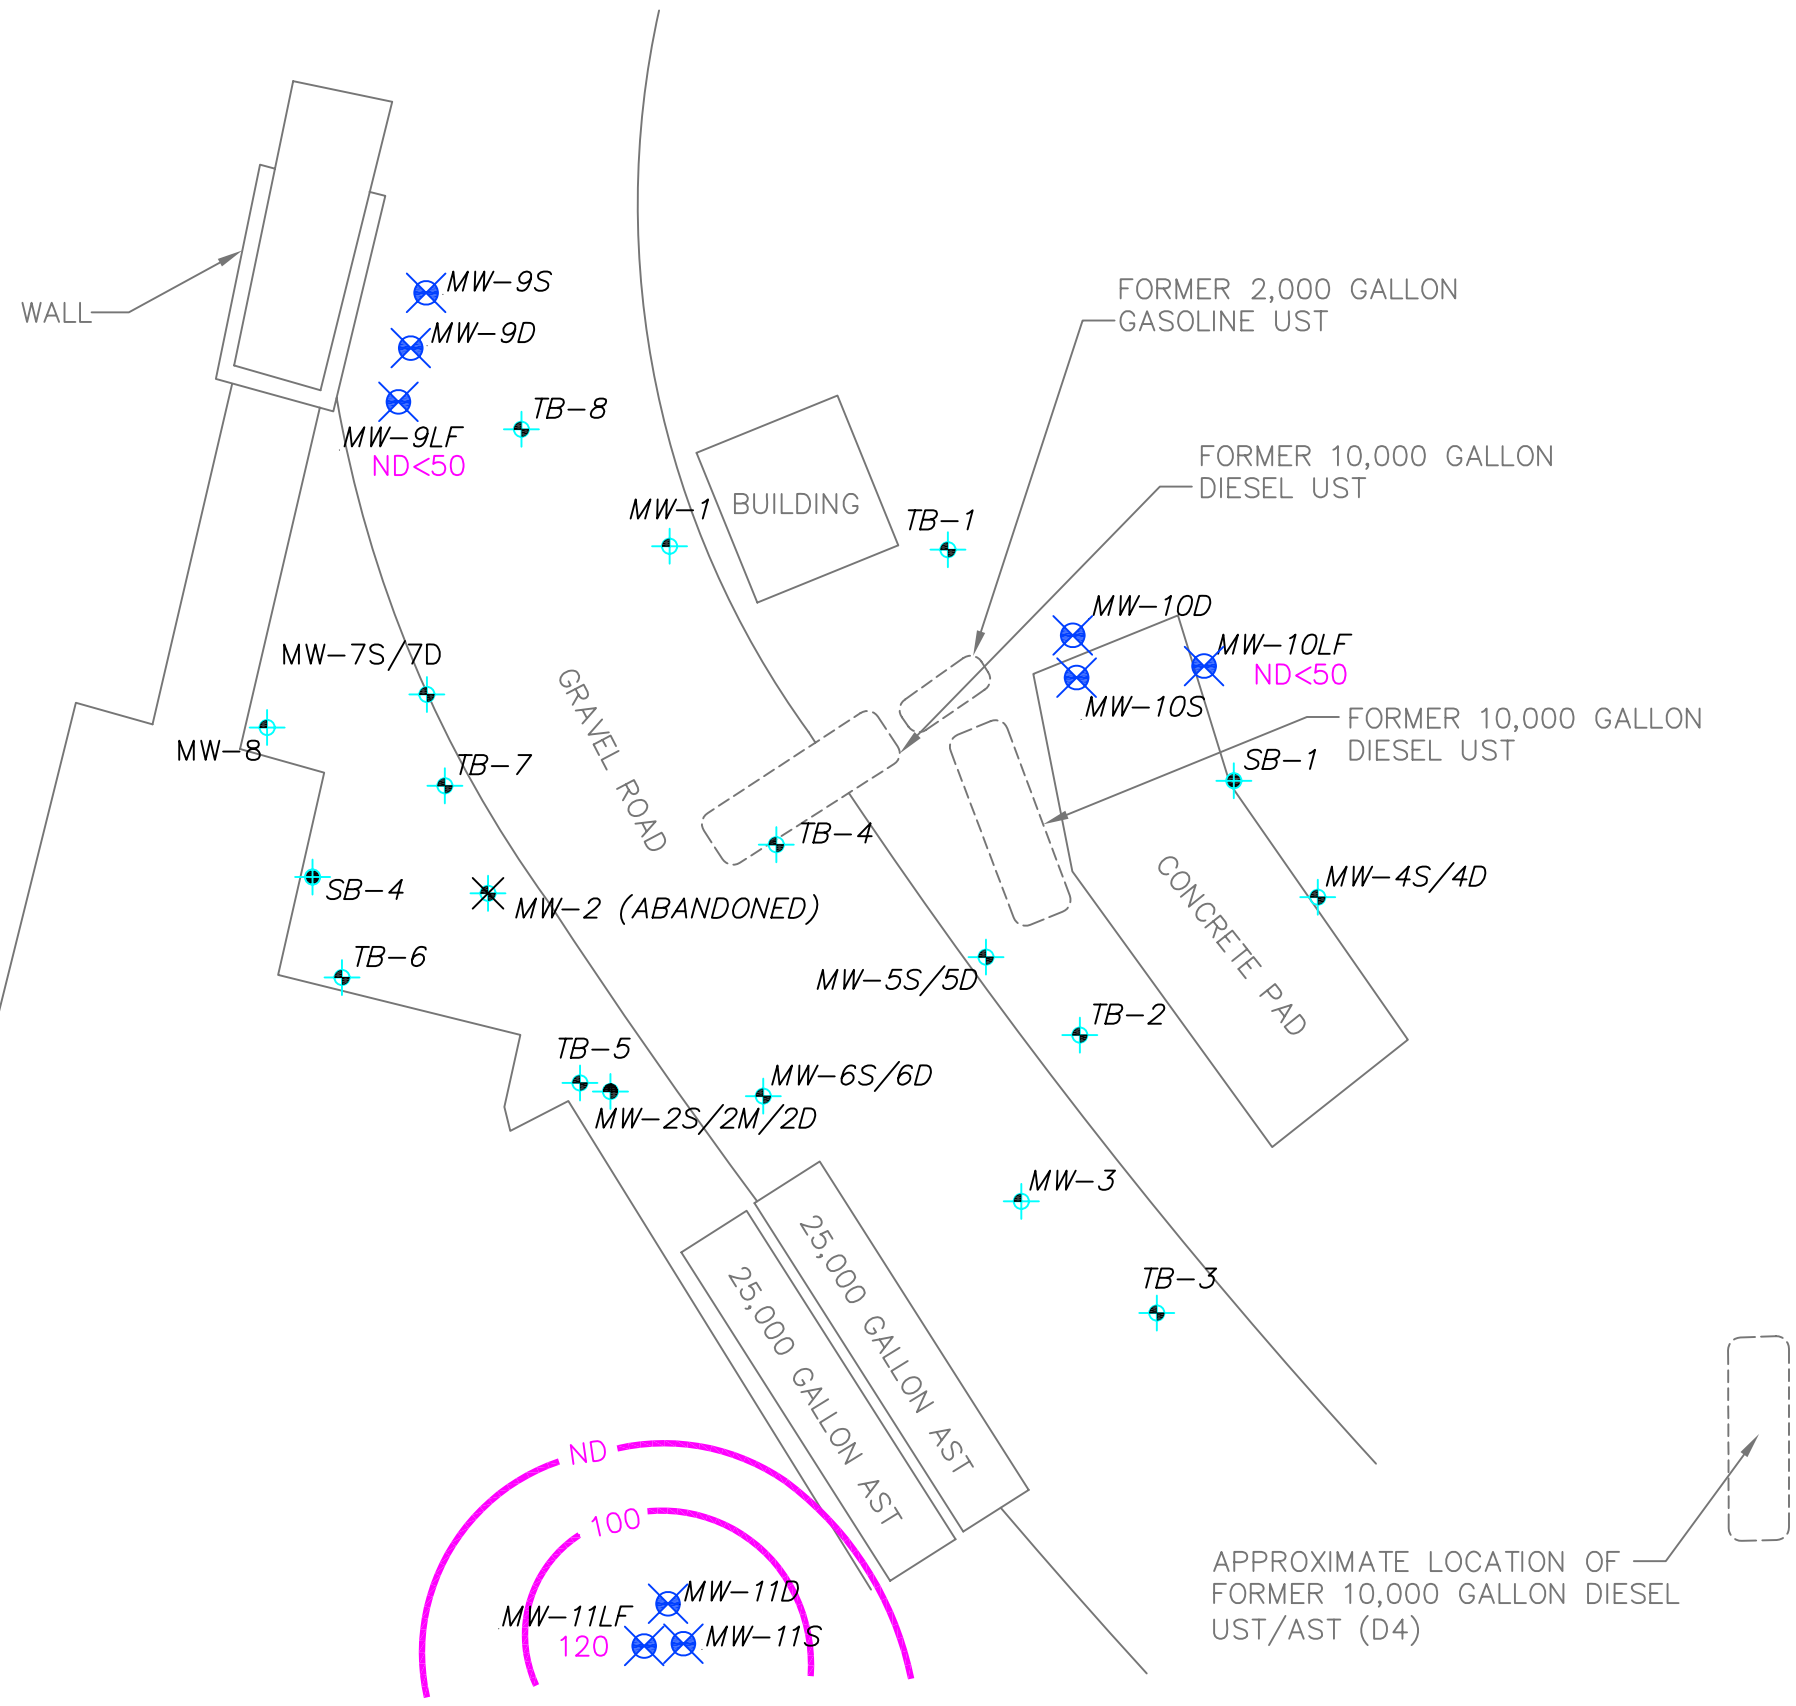 MW-9S
FORMER 2,000 GALLON
GASOLINE UST
WALL
MW-9D
TB-8
MW-9LF
ND<50
FORMER 10,000 GALLON
DIESEL UST
BUILDING
MW-1
TB-1
MW-10D
MW-10LF
ND<50
MW-10S
MW-7S/7D
GRAVEL ROAD
FORMER 10,000 GALLON
DIESEL UST
MW-8
TB-7
SB-1
TB-4
SB-4
MW-2 (ABANDONED)
MW-4S/4D
CONCRETE PAD
TB-6
MW-5S/5D
TB-2
TB-5
MW-6S/6D
MW-2S/2M/2D
MW-3
25,000 GALLON AST
25,000 GALLON AST
TB-3
ND
100
APPROXIMATE LOCATION OF
FORMER 10,000 GALLON DIESEL
UST/AST (D4)
MW-11D
MW-11LF
120
MW-11S